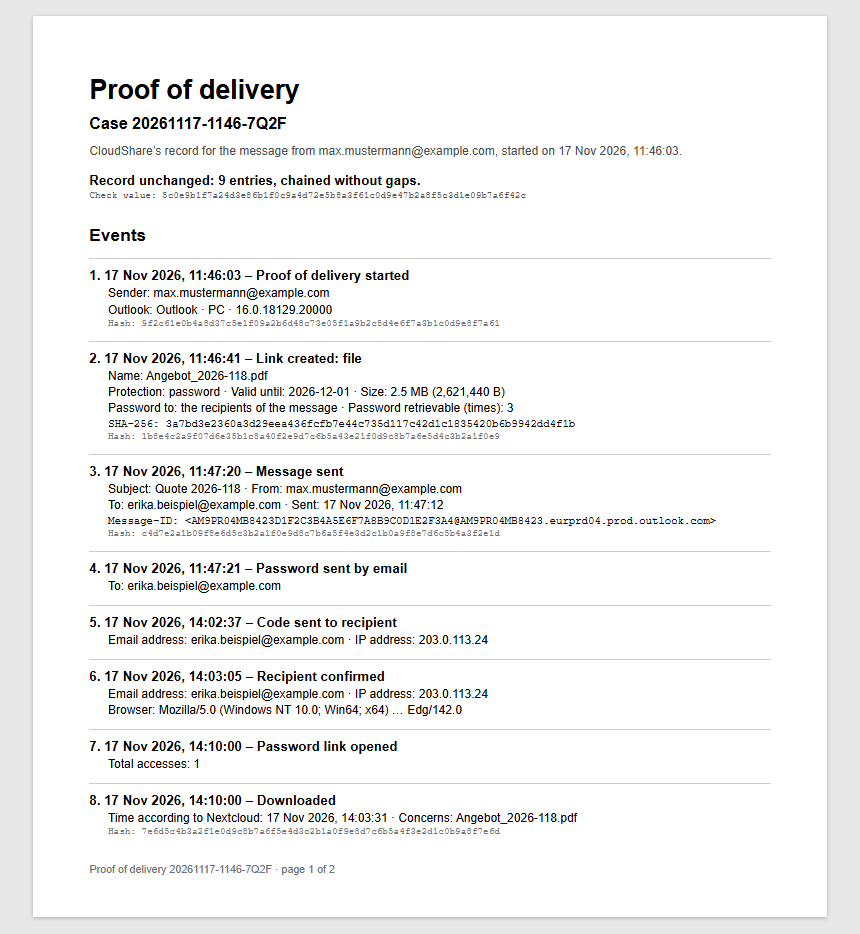 Proof of delivery
Case 20261117-1146-7Q2F
CloudShare's record for the message from max.mustermann@example.com, started on 17 Nov 2026, 11:46:03.
Record unchanged: 9 entries, chained without gaps.
Check value: 5c0e9b1f7a24d3e86b1f0c9a4d72e5b8a3f61c0d9e47b2a8f5c3d1e09b7a6f42c
Events
1. 17 Nov 2026, 11:46:03 – Proof of delivery started
Sender: max.mustermann@example.com
Outlook: Outlook · PC · 16.0.18129.20000
Hash: 9f2c61e0b4a8d37c5e1f09a2b6d48c73e05f1a9b2c8d4e6f7a3b1c0d9e8f7a61
2. 17 Nov 2026, 11:46:41 – Link created: file
Name: Angebot_2026-118.pdf
Protection: password · Valid until: 2026-12-01 · Size: 2.5 MB (2,621,440 B)
Password to: the recipients of the message · Password retrievable (times): 3
SHA-256: 3a7bd3e2360a3d29eea436fcfb7e44c735d117c42d1c1835420b6b9942dd4f1b
Hash: 1b8e4c2a9f07d6e35b1c8a40f2e9d7c6b5a43e21f0d9c8b7a6e5d4c3b2a1f0e9
3. 17 Nov 2026, 11:47:20 – Message sent
Subject: Quote 2026-118 · From: max.mustermann@example.com
To: erika.beispiel@example.com · Sent: 17 Nov 2026, 11:47:12
Message-ID: <AM9PR04MB8423D1F2C3B4A5E6F7A8B9C0D1E2F3A4@AM9PR04MB8423.eurprd04.prod.outlook.com>
Hash: c4d7e2a1b09f8e6d5c3b2a1f0e9d8c7b6a5f4e3d2c1b0a9f8e7d6c5b4a3f2e1d
4. 17 Nov 2026, 11:47:21 – Password sent by email
To: erika.beispiel@example.com
5. 17 Nov 2026, 14:02:37 – Code sent to recipient
Email address: erika.beispiel@example.com · IP address: 203.0.113.24
6. 17 Nov 2026, 14:03:05 – Recipient confirmed
Email address: erika.beispiel@example.com · IP address: 203.0.113.24
Browser: Mozilla/5.0 (Windows NT 10.0; Win64; x64) … Edg/142.0
7. 17 Nov 2026, 14:10:00 – Password link opened
Total accesses: 1
8. 17 Nov 2026, 14:10:00 – Downloaded
Time according to Nextcloud: 17 Nov 2026, 14:03:31 · Concerns: Angebot_2026-118.pdf
Hash: 7e6d5c4b3a2f1e0d9c8b7a6f5e4d3c2b1a0f9e8d7c6b5a4f3e2d1c0b9a8f7e6d
Proof of delivery 20261117-1146-7Q2F · page 1 of 2